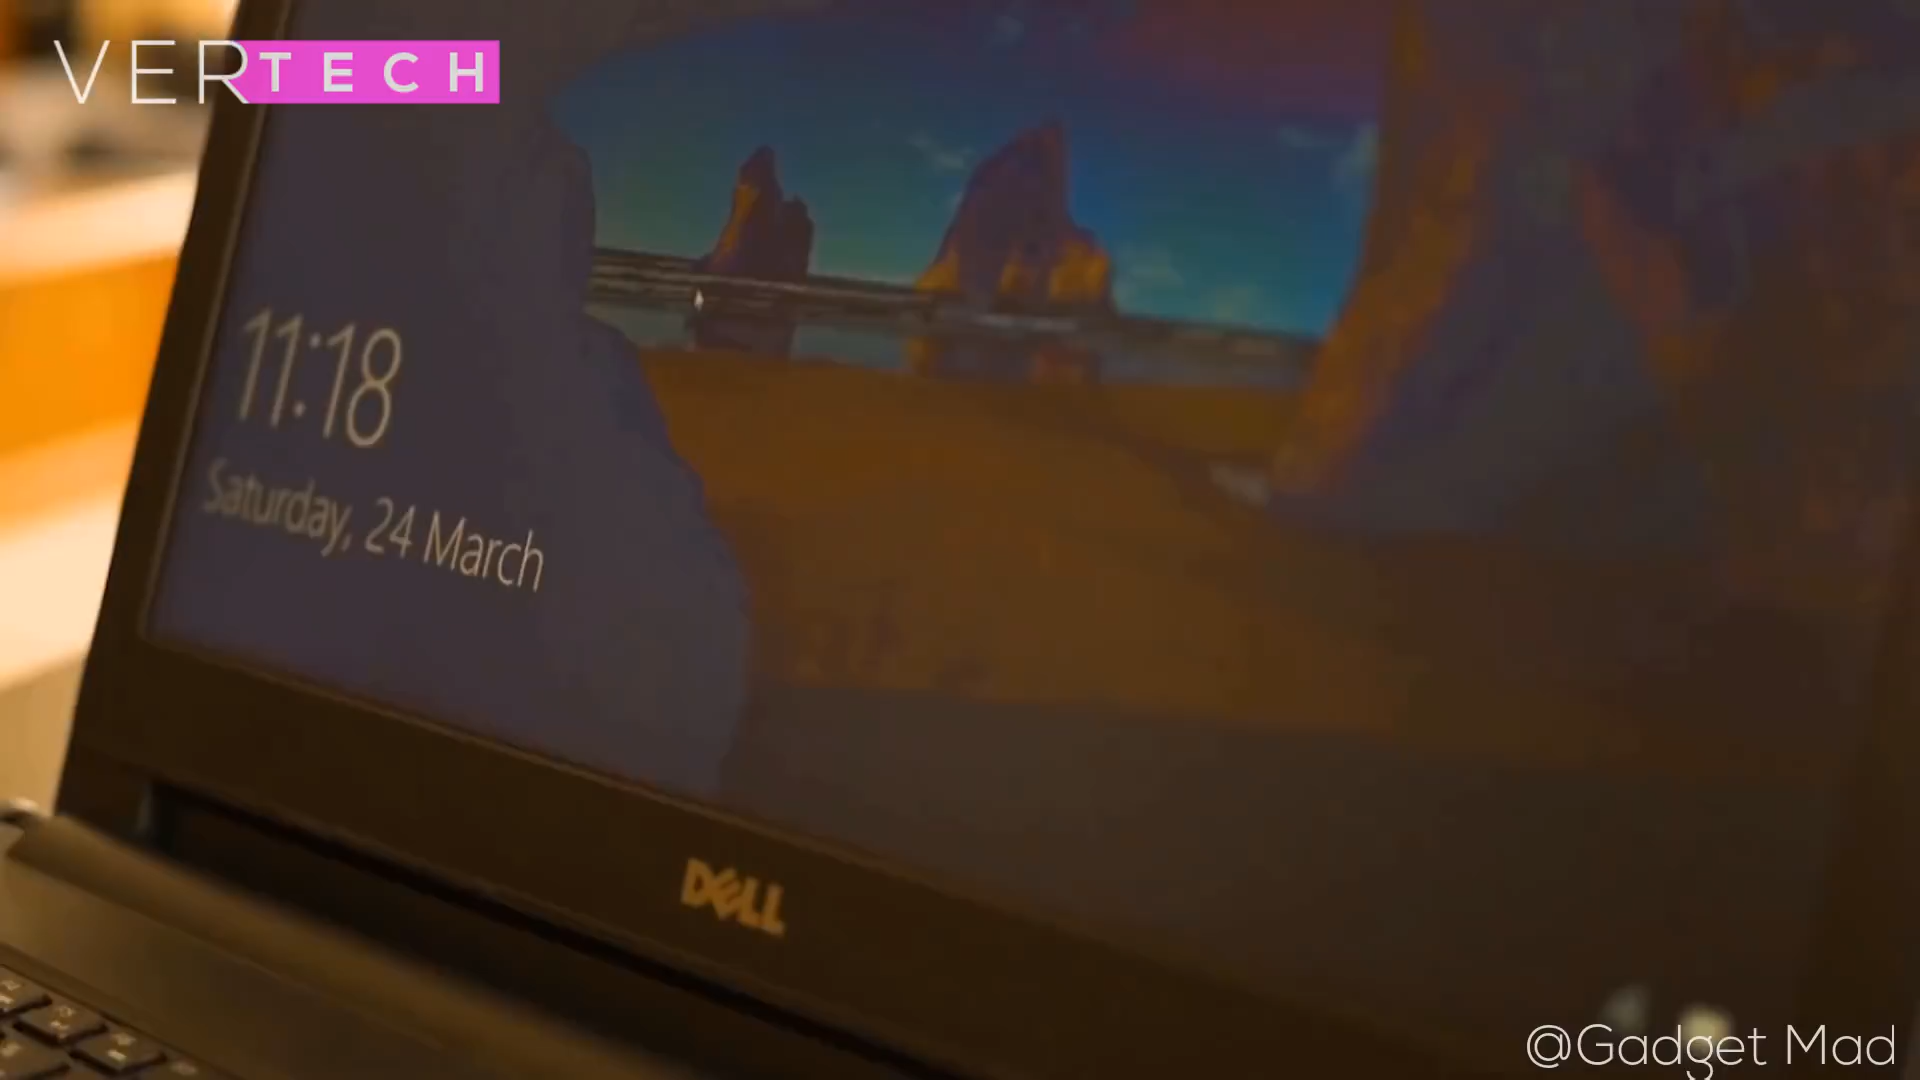 VERTECH
11:18
Saturday, 24 March
DELL
@Gadget Mad